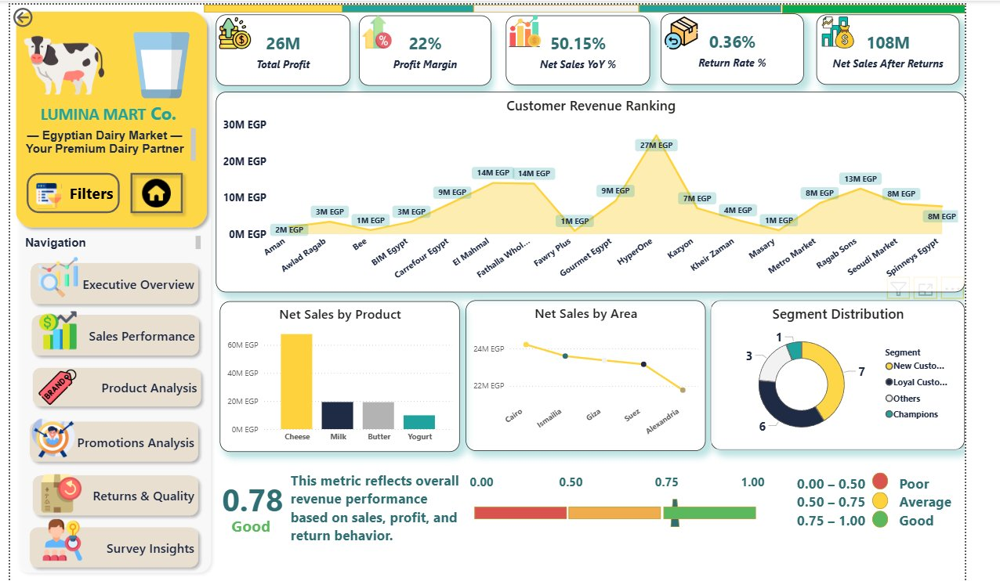 LUMINA MART Co.
— Egyptian Dairy Market —
Your Premium Dairy Partner
Filters
Navigation
Executive Overview
Sales Performance
BRAND
Product Analysis
Promotions Analysis
Returns & Quality
Survey Insights
26M
Total Profit
%
22%
Profit Margin
50.15%
Net Sales YoY %
0.36%
Return Rate %
108M
Net Sales After Returns
Customer Revenue Ranking
30M EGP
20M EGP
10M EGP
0M EGP
2M EGP
3M EGP
1M EGP
3M EGP
9M EGP
14M EGP
14M EGP
1M EGP
9M EGP
27M EGP
7M EGP
4M EGP
1M EGP
8M EGP
13M EGP
8M EGP
8M EGP
Aman
Awlad Ragab
Bee
BIM Egypt
Carrefour Egypt
El Mahmal
Fathalla Whol...
Fawry Plus
Gourmet Egypt
HyperOne
Kazyon
Kheir Zaman
Masary
Metro Market
Ragab Sons
Seoudi Market
Spinneys Egypt
Net Sales by Product
60M EGP
40M EGP
20M EGP
0M EGP
Cheese
Milk
Butter
Yogurt
Net Sales by Area
24M EGP
22M EGP
Cairo
Ismailia
Giza
Suez
Alexandria
Segment Distribution
1
3
7
6
Segment
New Custo...
Loyal Custo...
Others
Champions
0.78
Good
This metric reflects overall
revenue performance
based on sales, profit, and
return behavior.
0.00 0.50 0.75 1.00
0.00 – 0.50 Poor
0.50 – 0.75 Average
0.75 – 1.00 Good